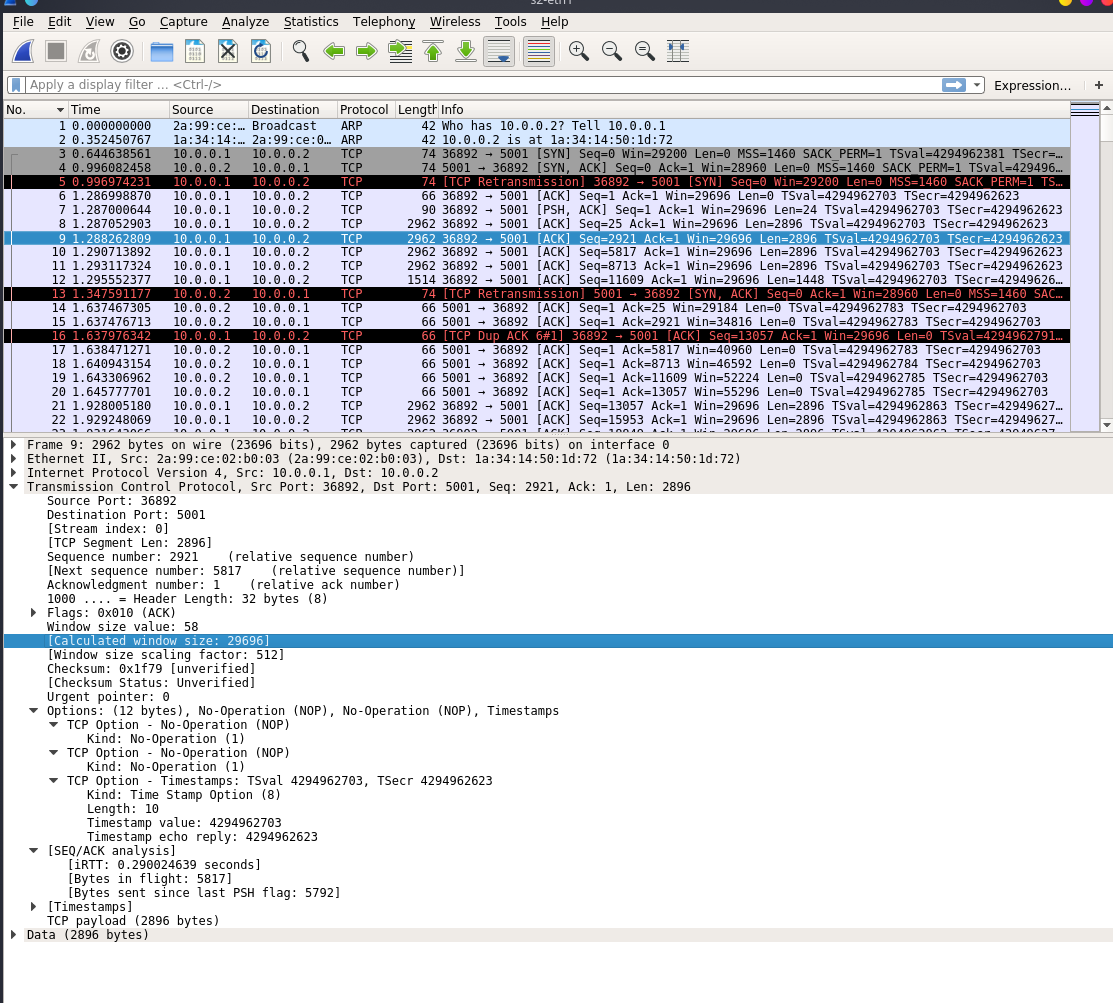 s2-eth1
File Edit View Go Capture Analyze Statistics Telephony Wireless Tools Help
Apply a display filter … <Ctrl-/> Expression… +
No. Time Source Destination Protocol Length Info
1 0.000000000 2a:99:ce:… Broadcast ARP 42 Who has 10.0.0.2? Tell 10.0.0.1
2 0.352450767 1a:34:14:… 2a:99:ce:0… ARP 42 10.0.0.2 is at 1a:34:14:50:1d:72
3 0.644638561 10.0.0.1 10.0.0.2 TCP 74 36892 → 5001 [SYN] Seq=0 Win=29200 Len=0 MSS=1460 SACK_PERM=1 TSval=4294962381 TSecr=…
4 0.996082458 10.0.0.2 10.0.0.1 TCP 74 5001 → 36892 [SYN, ACK] Seq=0 Ack=1 Win=28960 Len=0 MSS=1460 SACK_PERM=1 TSval=429496…
5 0.996974231 10.0.0.1 10.0.0.2 TCP 74 [TCP Retransmission] 36892 → 5001 [SYN] Seq=0 Win=29200 Len=0 MSS=1460 SACK_PERM=1 TS…
6 1.286998870 10.0.0.1 10.0.0.2 TCP 66 36892 → 5001 [ACK] Seq=1 Ack=1 Win=29696 Len=0 TSval=4294962703 TSecr=4294962623
7 1.287000644 10.0.0.1 10.0.0.2 TCP 90 36892 → 5001 [PSH, ACK] Seq=1 Ack=1 Win=29696 Len=24 TSval=4294962703 TSecr=4294962623
8 1.287052903 10.0.0.1 10.0.0.2 TCP 2962 36892 → 5001 [ACK] Seq=25 Ack=1 Win=29696 Len=2896 TSval=4294962703 TSecr=4294962623
9 1.288262809 10.0.0.1 10.0.0.2 TCP 2962 36892 → 5001 [ACK] Seq=2921 Ack=1 Win=29696 Len=2896 TSval=4294962703 TSecr=4294962623
10 1.290713892 10.0.0.1 10.0.0.2 TCP 2962 36892 → 5001 [ACK] Seq=5817 Ack=1 Win=29696 Len=2896 TSval=4294962703 TSecr=4294962623
11 1.293117324 10.0.0.1 10.0.0.2 TCP 2962 36892 → 5001 [ACK] Seq=8713 Ack=1 Win=29696 Len=2896 TSval=4294962703 TSecr=4294962623
12 1.295552377 10.0.0.1 10.0.0.2 TCP 1514 36892 → 5001 [ACK] Seq=11609 Ack=1 Win=29696 Len=1448 TSval=4294962703 TSecr=42949626…
13 1.347591177 10.0.0.2 10.0.0.1 TCP 74 [TCP Retransmission] 5001 → 36892 [SYN, ACK] Seq=0 Ack=1 Win=28960 Len=0 MSS=1460 SAC…
14 1.637467305 10.0.0.2 10.0.0.1 TCP 66 5001 → 36892 [ACK] Seq=1 Ack=25 Win=29184 Len=0 TSval=4294962783 TSecr=4294962703
15 1.637476713 10.0.0.2 10.0.0.1 TCP 66 5001 → 36892 [ACK] Seq=1 Ack=2921 Win=34816 Len=0 TSval=4294962783 TSecr=4294962703
16 1.637976342 10.0.0.1 10.0.0.2 TCP 66 [TCP Dup ACK 6#1] 36892 → 5001 [ACK] Seq=13057 Ack=1 Win=29696 Len=0 TSval=4294962791…
17 1.638471271 10.0.0.2 10.0.0.1 TCP 66 5001 → 36892 [ACK] Seq=1 Ack=5817 Win=40960 Len=0 TSval=4294962783 TSecr=4294962703
18 1.640943154 10.0.0.2 10.0.0.1 TCP 66 5001 → 36892 [ACK] Seq=1 Ack=8713 Win=46592 Len=0 TSval=4294962784 TSecr=4294962703
19 1.643306962 10.0.0.2 10.0.0.1 TCP 66 5001 → 36892 [ACK] Seq=1 Ack=11609 Win=52224 Len=0 TSval=4294962785 TSecr=4294962703
20 1.645777701 10.0.0.2 10.0.0.1 TCP 66 5001 → 36892 [ACK] Seq=1 Ack=13057 Win=55296 Len=0 TSval=4294962785 TSecr=4294962703
21 1.928005180 10.0.0.1 10.0.0.2 TCP 2962 36892 → 5001 [ACK] Seq=13057 Ack=1 Win=29696 Len=2896 TSval=4294962863 TSecr=42949627…
22 1.929248069 10.0.0.1 10.0.0.2 TCP 2962 36892 → 5001 [ACK] Seq=15953 Ack=1 Win=29696 Len=2896 TSval=4294962863 TSecr=42949627…
Frame 9: 2962 bytes on wire (23696 bits), 2962 bytes captured (23696 bits) on interface 0
Ethernet II, Src: 2a:99:ce:02:b0:03 (2a:99:ce:02:b0:03), Dst: 1a:34:14:50:1d:72 (1a:34:14:50:1d:72)
Internet Protocol Version 4, Src: 10.0.0.1, Dst: 10.0.0.2
Transmission Control Protocol, Src Port: 36892, Dst Port: 5001, Seq: 2921, Ack: 1, Len: 2896
Source Port: 36892
Destination Port: 5001
[Stream index: 0]
[TCP Segment Len: 2896]
Sequence number: 2921 (relative sequence number)
[Next sequence number: 5817 (relative sequence number)]
Acknowledgment number: 1 (relative ack number)
1000 .... = Header Length: 32 bytes (8)
Flags: 0x010 (ACK)
Window size value: 58
[Calculated window size: 29696]
[Window size scaling factor: 512]
Checksum: 0x1f79 [unverified]
[Checksum Status: Unverified]
Urgent pointer: 0
Options: (12 bytes), No-Operation (NOP), No-Operation (NOP), Timestamps
TCP Option - No-Operation (NOP)
Kind: No-Operation (1)
TCP Option - No-Operation (NOP)
Kind: No-Operation (1)
TCP Option - Timestamps: TSval 4294962703, TSecr 4294962623
Kind: Time Stamp Option (8)
Length: 10
Timestamp value: 4294962703
Timestamp echo reply: 4294962623
[SEQ/ACK analysis]
[iRTT: 0.290024639 seconds]
[Bytes in flight: 5817]
[Bytes sent since last PSH flag: 5792]
[Timestamps]
TCP payload (2896 bytes)
Data (2896 bytes)